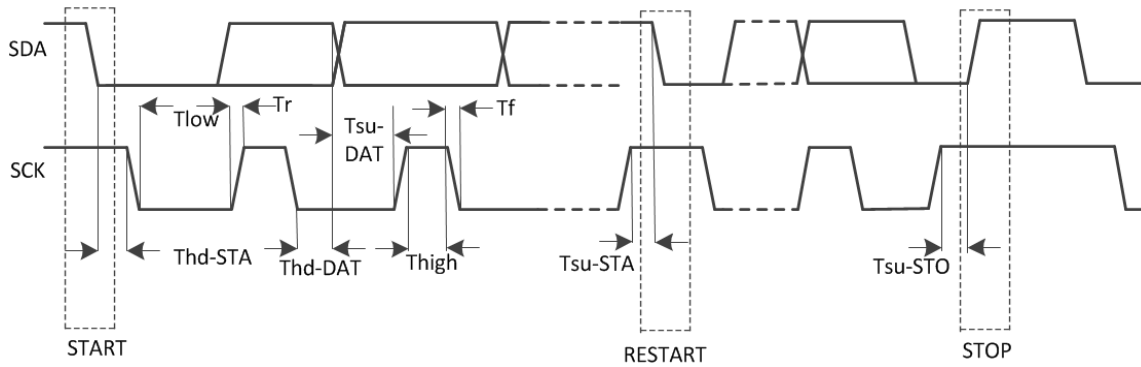 SDA
Tlow
Tr
Tsu-
DAT
Tf
SCK
Thd-STA
Thd-DAT
Thigh
Tsu-STA
Tsu-STO
START
RESTART
STOP